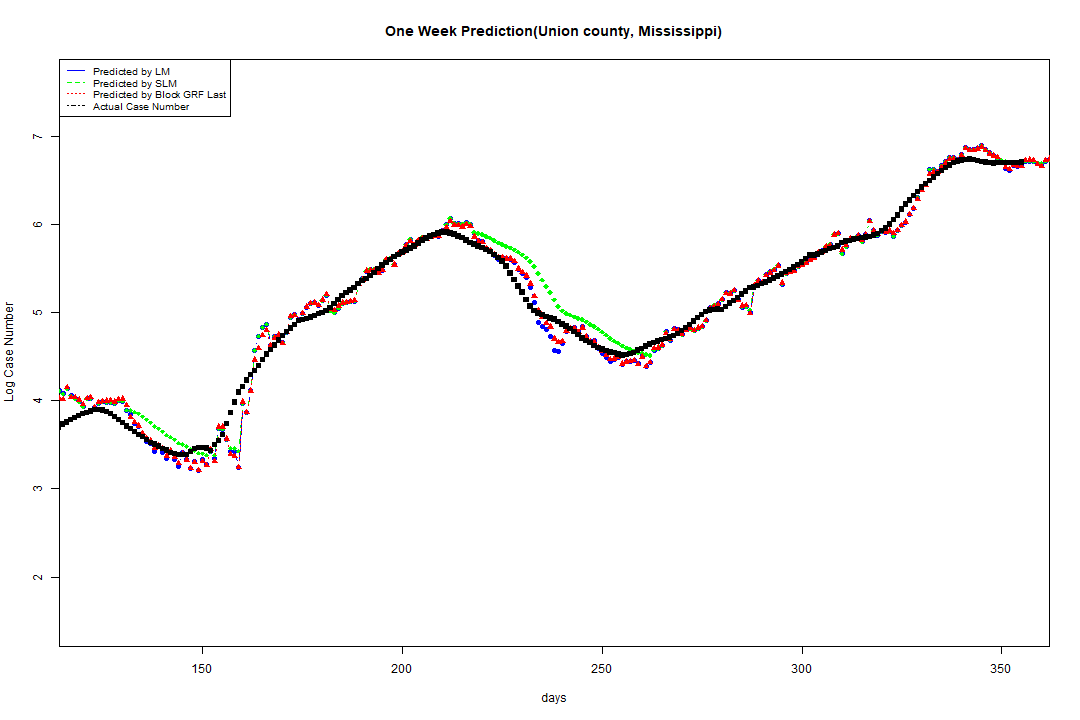 One Week Prediction(Union county, Mississippi)
Predicted by LM
Predicted by SLM
Predicted by Block GRF Last
Actual Case Number
7
6
5
4
3
2
Log Case Number
150 200 250 300 350
days